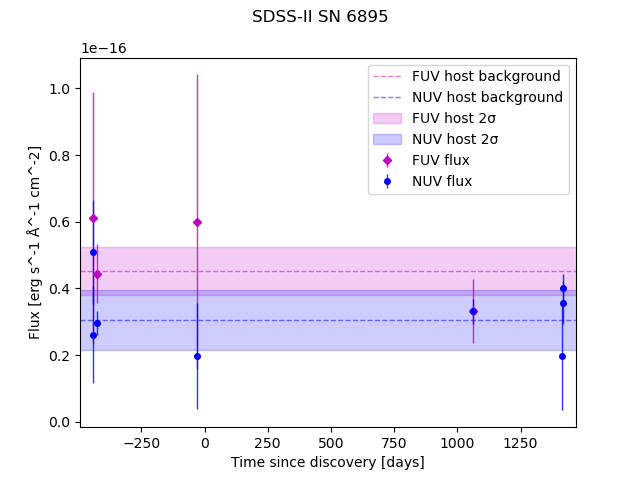 SDSS-II SN 6895
1e−16
FUV host background
NUV host background
FUV host 2σ
NUV host 2σ
FUV flux
NUV flux
1.0
0.8
0.6
0.4
0.2
0.0
Flux [erg s^-1 Å^-1 cm^-2]
−250 0 250 500 750 1000 1250
Time since discovery [days]